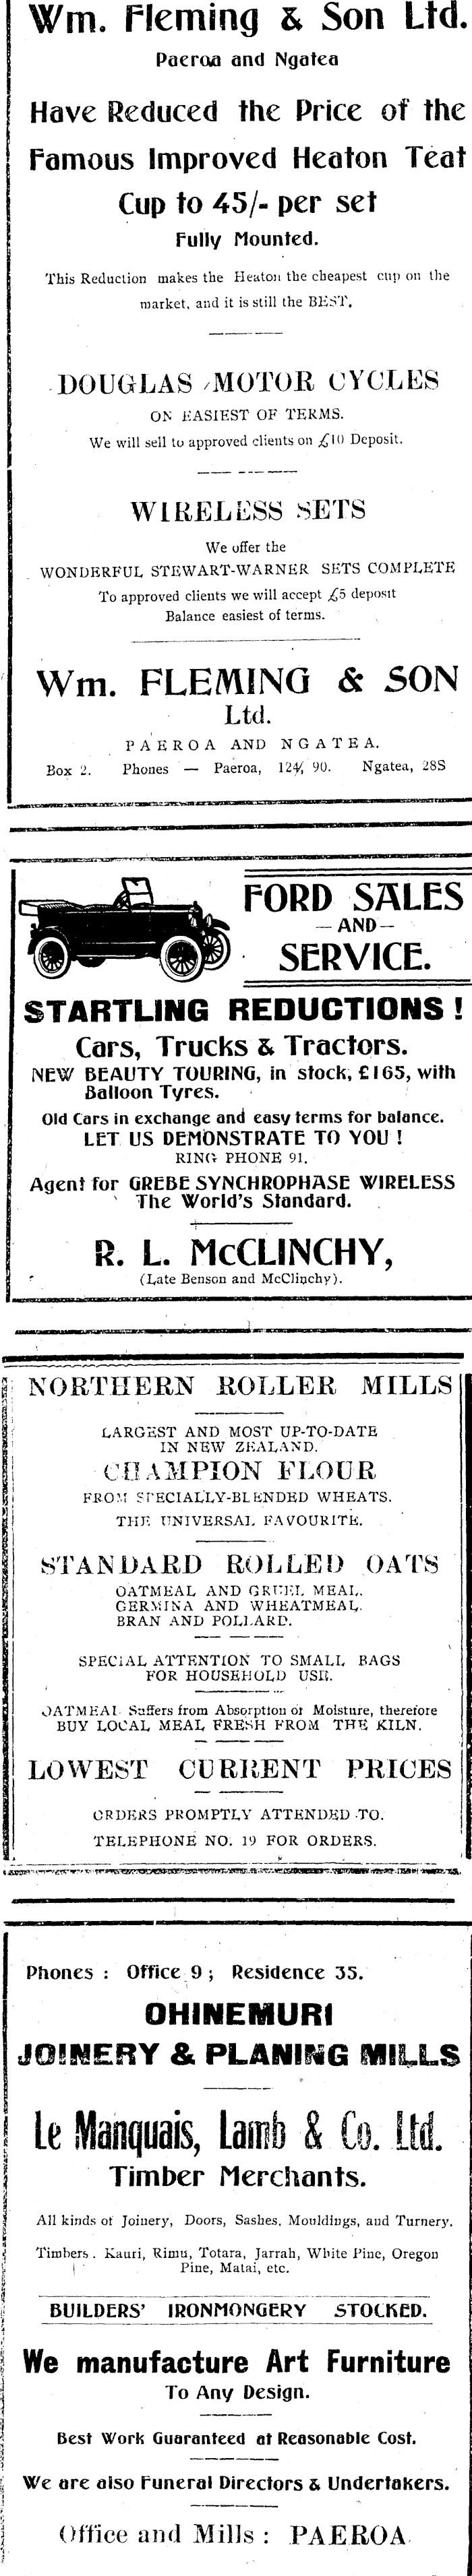 Wm. Fleming & Son Ltd.
Paeroa and Ngatea
Have Reduced the Price of the
Famous Improved Heaton Teat
Cup to 45/- per set
Fully Mounted.
This Reduction makes the Heaton the cheapest cup on the
market, and it is still the BEST.
DOUGLAS MOTOR CYCLES
ON EASIEST OF TERMS.
We will sell to approved clients on £10 Deposit.
WIRELESS SETS
We offer the
WONDERFUL STEWART-WARNER SETS COMPLETE
To approved clients we will accept £5 deposit
Balance easiest of terms.
Wm. FLEMING & SON
Ltd.
PAEROA AND NGATEA.
Box 2. Phones — Paeroa, 90. Ngatea, 28S
FORD SALES
— AND —
SERVICE.
STARTLING REDUCTIONS !
Cars, Trucks & Tractors.
NEW BEAUTY TOURING, in stock, £165, with
Balloon Tyres.
Old Cars in exchange and easy terms for balance.
LET US DEMONSTRATE TO YOU !
RING PHONE 91.
Agent for GREBE SYNCHROPHASE WIRELESS
The World's Standard.
R. L. McCLINCHY,
(Late Benson and McClinchy).
NORTHERN ROLLER MILLS
LARGEST AND MOST UP-TO-DATE
IN NEW ZEALAND.
CHAMPION FLOUR
FROM SPECIALLY-BLENDED WHEATS.
THE UNIVERSAL FAVOURITE.
STANDARD ROLLED OATS
OATMEAL AND GRUEL MEAL.
GERMINA AND WHEATMEAL.
BRAN AND POLLARD.
SPECIAL ATTENTION TO SMALL BAGS
FOR HOUSEHOLD USE.
OATMEAL Suffers from Absorption of Moisture, therefore
BUY LOCAL MEAL FRESH FROM THE KILN.
LOWEST CURRENT PRICES
ORDERS PROMPTLY ATTENDED TO.
TELEPHONE NO. 19 FOR ORDERS.
Phones : Office 9 ; Residence 35.
OHINEMURI
JOINERY & PLANING MILLS
Le Manquais, Lamb & Co. Ltd.
Timber Merchants.
All kinds of Joinery, Doors, Sashes, Mouldings, and Turnery.
Timbers . Kauri, Rimu, Totara, Jarrah, White Pine, Oregon
Pine, Matai, etc.
BUILDERS' IRONMONGERY STOCKED.
We manufacture Art Furniture
To Any Design.
Best Work Guaranteed at Reasonable Cost.
We are also Funeral Directors & Undertakers.
Office and Mills : PAEROA